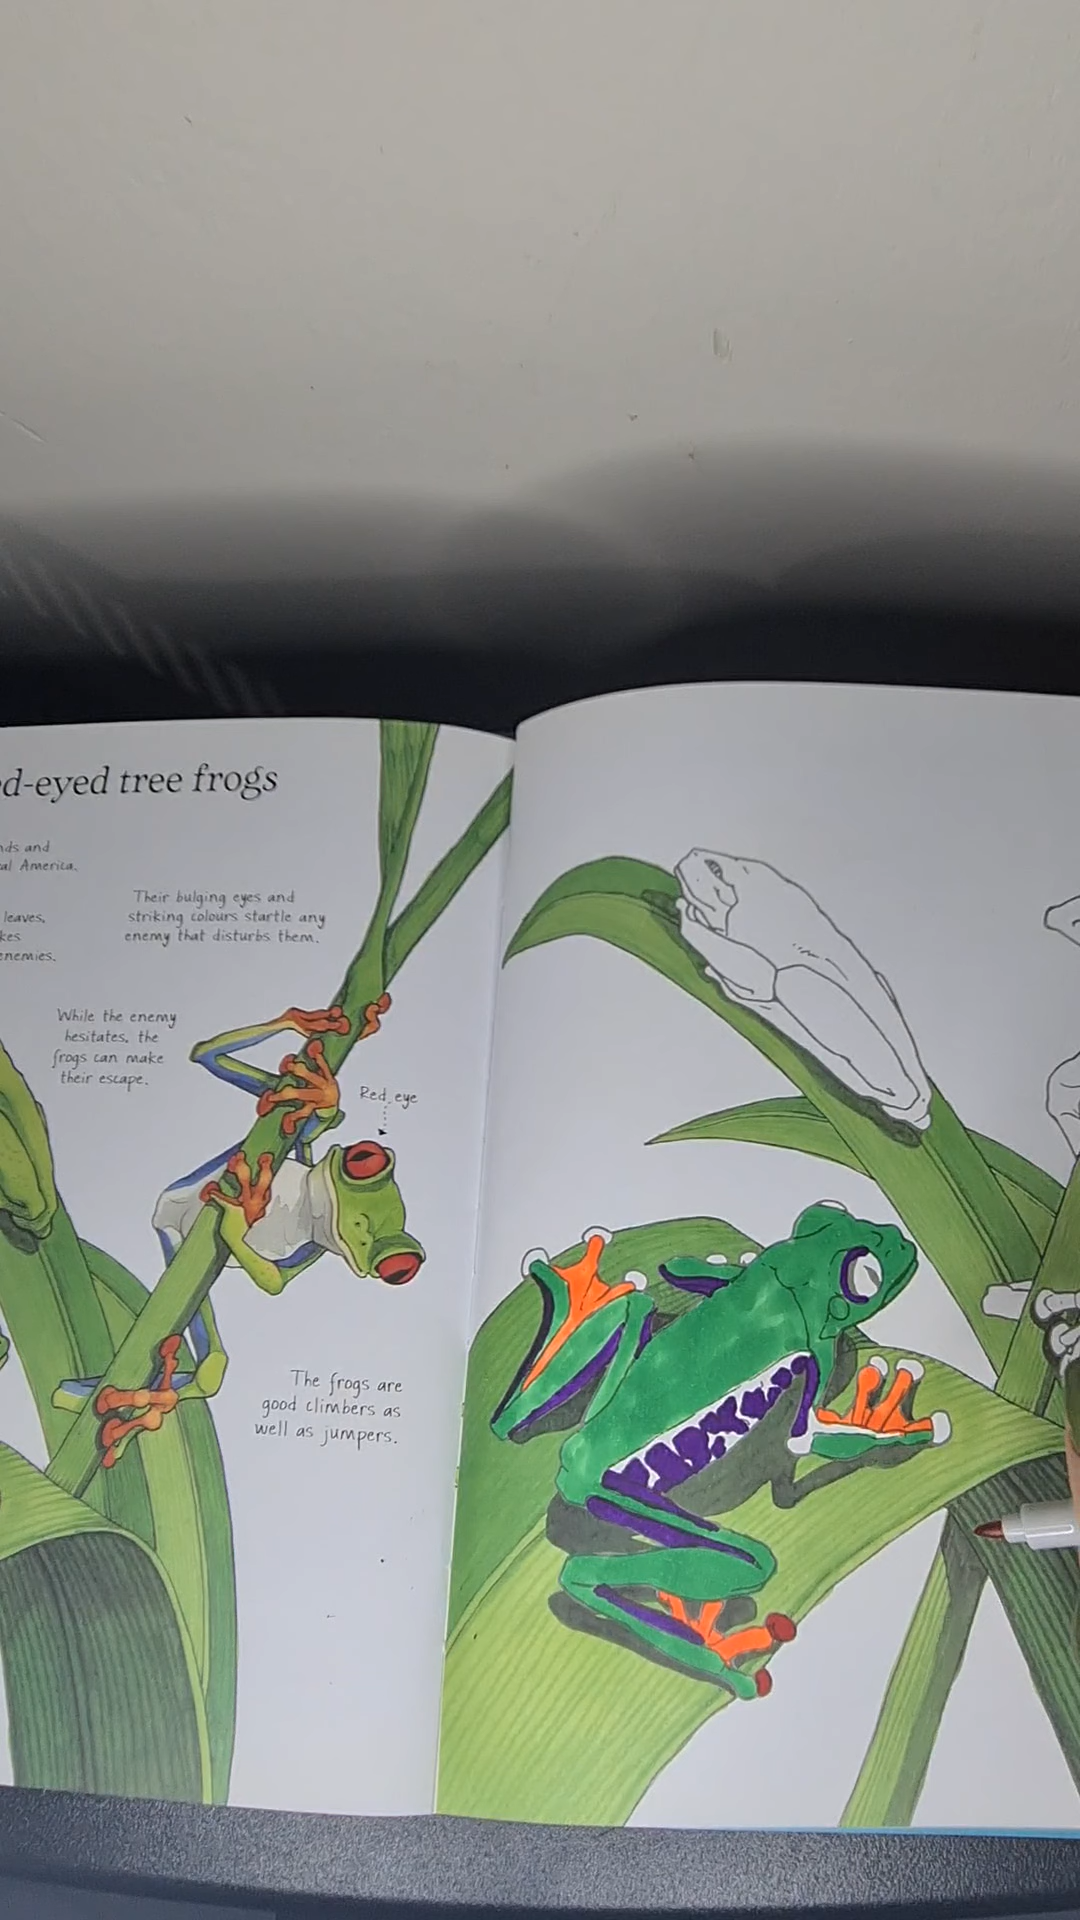 d-eyed tree frogs
nds and
al America.
leaves,
kes
enemies.
Their bulging eyes and
striking colours startle any
enemy that disturbs them.
While the enemy
hesitates, the
frogs can make
their escape.
Red eye
The frogs are
good climbers as
well as jumpers.